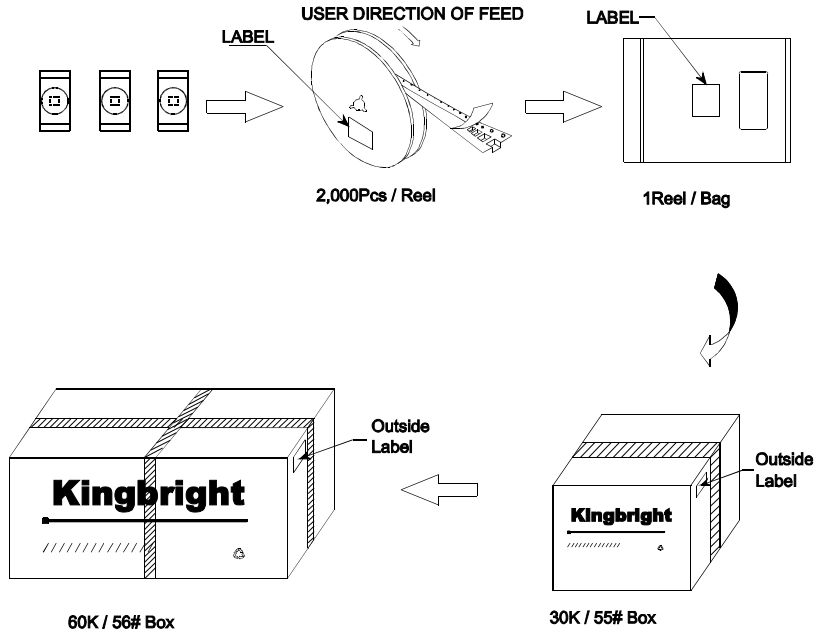 USER DIRECTION OF FEED
LABEL
LABEL
2,000Pcs / Reel
1Reel / Bag
Outside
Label
Kingbright
60K / 56# Box
Outside
Label
Kingbright
30K / 55# Box